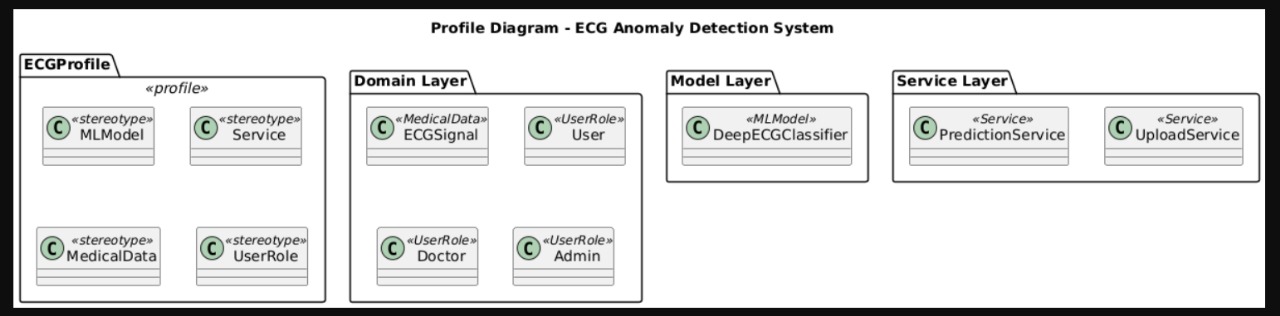 Profile Diagram - ECG Anomaly Detection System
ECGProfile
«profile»
C «stereotype» MLModel
C «stereotype» Service
C «stereotype» MedicalData
C «stereotype» UserRole
Domain Layer
C «MedicalData» ECGSignal
C «UserRole» User
C «UserRole» Doctor
C «UserRole» Admin
Model Layer
C «MLModel» DeepECGClassifier
Service Layer
C «Service» PredictionService
C «Service» UploadService